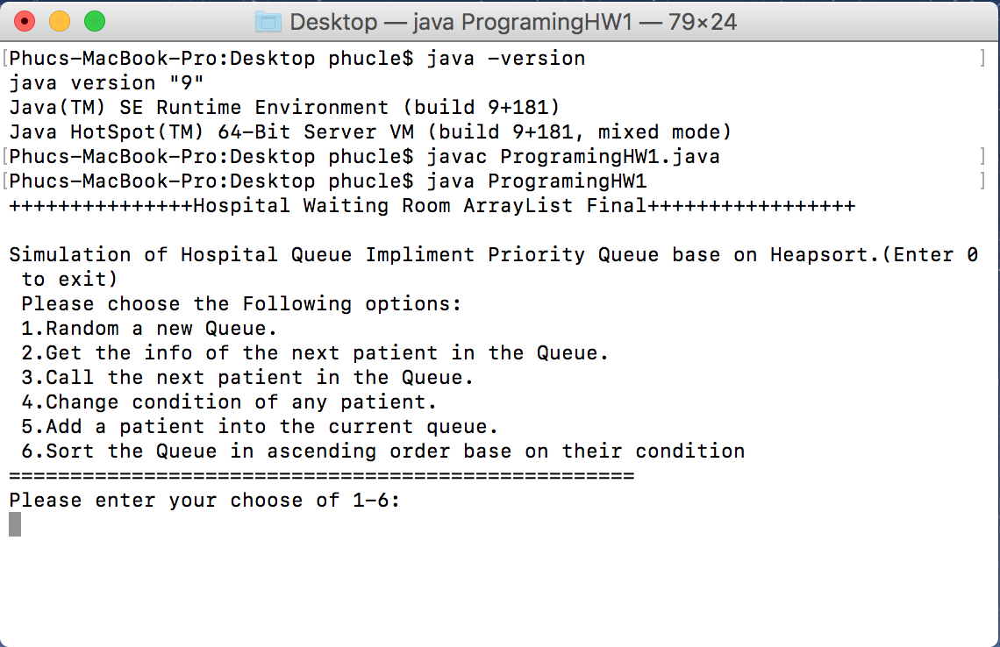 Desktop — java ProgramingHW1 — 79×24
[Phucs-MacBook-Pro:Desktop phucle$ java -version ]
java version "9"
Java(TM) SE Runtime Environment (build 9+181)
Java HotSpot(TM) 64-Bit Server VM (build 9+181, mixed mode)
[Phucs-MacBook-Pro:Desktop phucle$ javac ProgramingHW1.java ]
[Phucs-MacBook-Pro:Desktop phucle$ java ProgramingHW1 ]
+++++++++++++++Hospital Waiting Room ArrayList Final+++++++++++++++++
Simulation of Hospital Queue Impliment Priority Queue base on Heapsort.(Enter 0
to exit)
Please choose the Following options:
1.Random a new Queue.
2.Get the info of the next patient in the Queue.
3.Call the next patient in the Queue.
4.Change condition of any patient.
5.Add a patient into the current queue.
6.Sort the Queue in ascending order base on their condition
===================================================
Please enter your choose of 1-6: